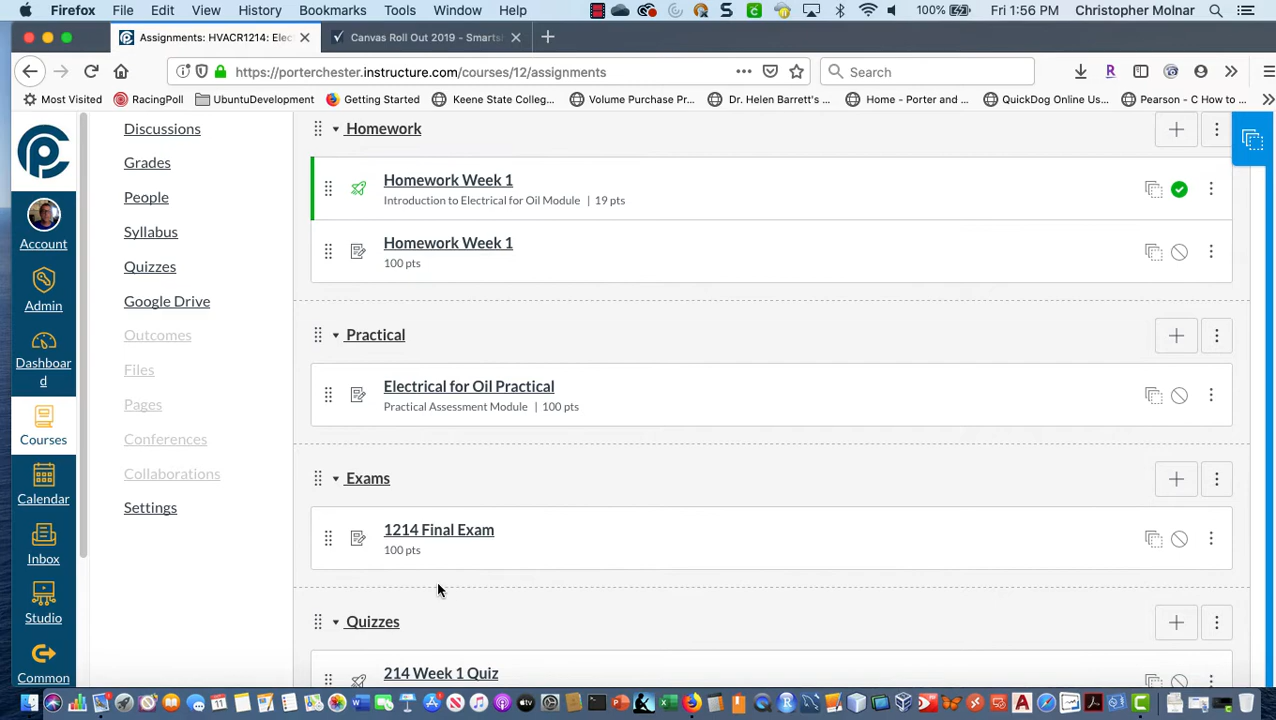 Firefox File Edit View History Bookmarks Tools Window Help 100% Fri 1:56 PM Christopher Molnar
Assignments: HVACR1214: Elec
Canvas Roll Out 2019 - Smarts
https://porterchester.instructure.com/courses/12/assignments
Search
Most Visited RacingPoll UbuntuDevelopment Getting Started Keene State Colleg... Volume Purchase Pr... Dr. Helen Barrett's ... Home - Porter and ... QuickDog Online Us... Pearson - C How to ...
Account
Admin
Dashboar
d
Courses
Calendar
Inbox
Studio
Common
Discussions
Grades
People
Syllabus
Quizzes
Google Drive
Outcomes
Files
Pages
Conferences
Collaborations
Settings
Homework
Homework Week 1
Introduction to Electrical for Oil Module | 19 pts
Homework Week 1
100 pts
Practical
Electrical for Oil Practical
Practical Assessment Module | 100 pts
Exams
1214 Final Exam
100 pts
Quizzes
214 Week 1 Quiz